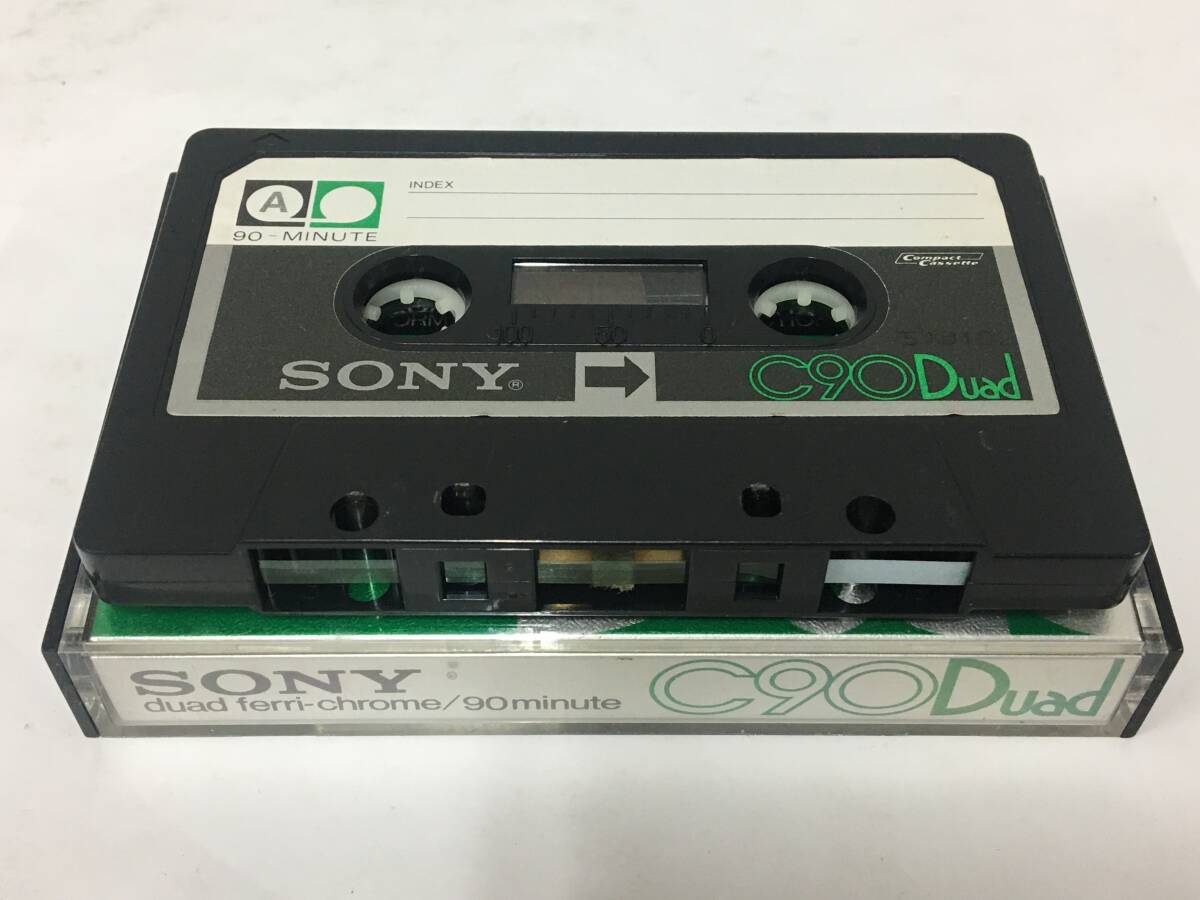 A
90-MINUTE
INDEX
Compact
Cassette
100 50 0
SONY®
C90Duad
SONY®
duad ferri-chrome/90minute
C90Duad